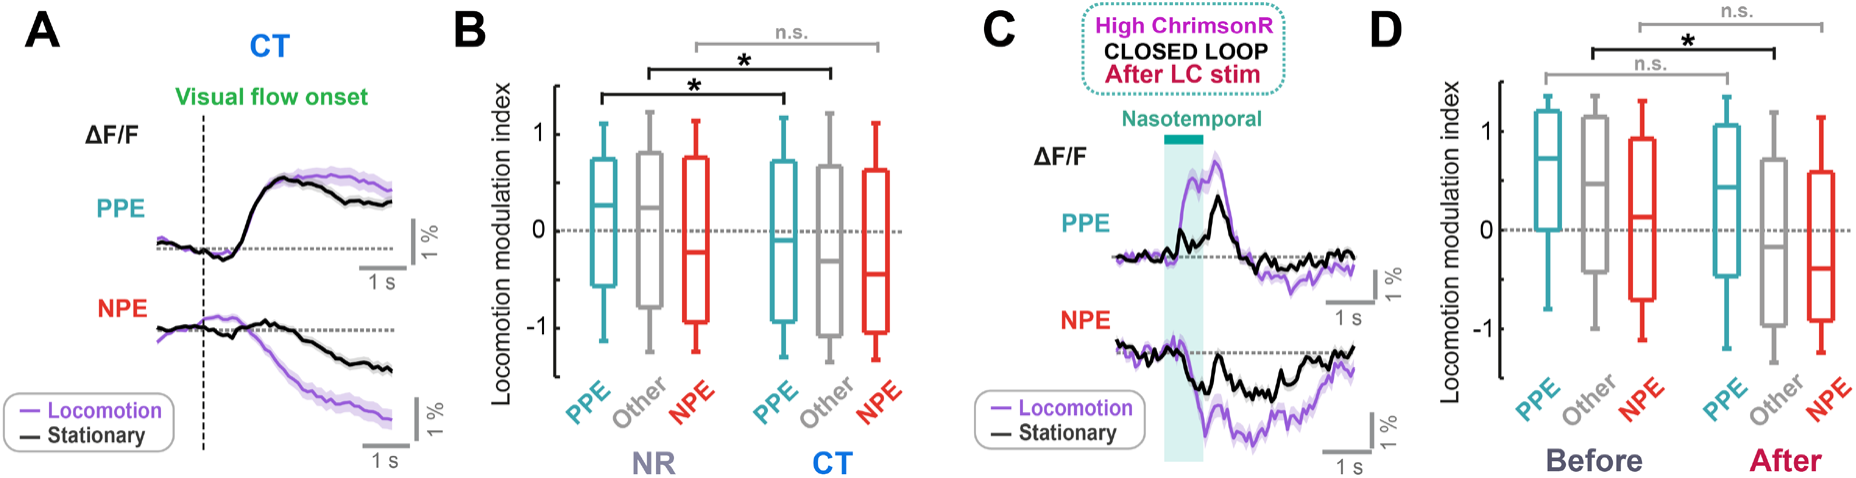 A
CT
Visual flow onset
ΔF/F
PPE
1 %
1 s
NPE
1 %
1 s
Locomotion
Stationary
B
n.s.
*
*
Locomotion modulation index
1
0
-1
PPE
Other
NPE
PPE
Other
NPE
NR
CT
C
High ChrimsonR
CLOSED LOOP
After LC stim
Nasotemporal
ΔF/F
PPE
1 %
1 s
NPE
1 %
1 s
Locomotion
Stationary
D
n.s.
*
n.s.
Locomotion modulation index
1
0
-1
PPE
Other
NPE
PPE
Other
NPE
Before
After